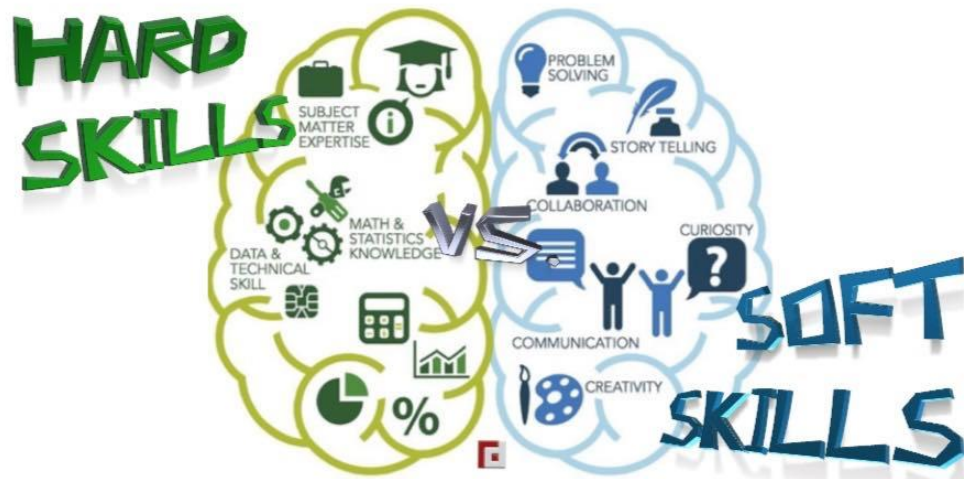 HARD
SKILLS
SUBJECT
MATTER
EXPERTISE
MATH &
STATISTICS
KNOWLEDGE
DATA &
TECHNICAL
SKILL
%
VS.
PROBLEM
SOLVING
STORY TELLING
COLLABORATION
CURIOSITY
?
COMMUNICATION
CREATIVITY
SOFT
SKILLS